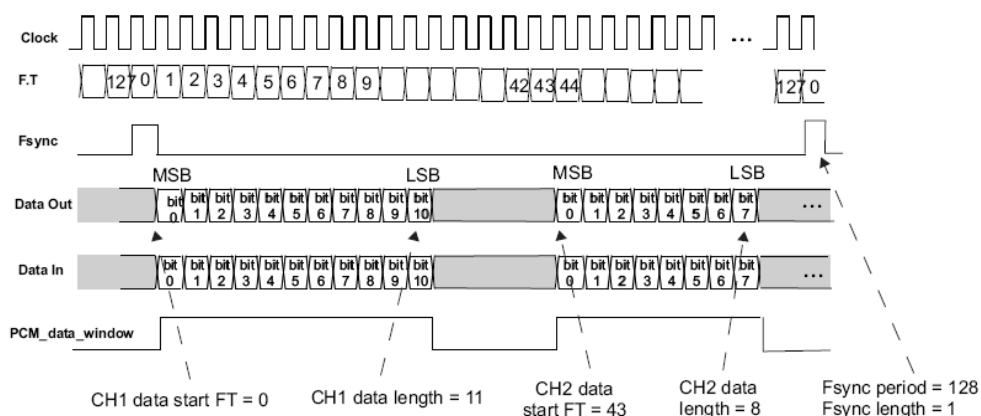 Clock ...
F.T 127 0 1 2 3 4 5 6 7 8 9 42 43 44 127 0
Fsync
MSB LSB MSB LSB
Data Out bit 0 bit 1 bit 2 bit 3 bit 4 bit 5 bit 6 bit 7 bit 8 bit 9 bit 10 bit 0 bit 1 bit 2 bit 3 bit 4 bit 5 bit 6 bit 7 ...
Data In bit 0 bit 1 bit 2 bit 3 bit 4 bit 5 bit 6 bit 7 bit 8 bit 9 bit 10 bit 0 bit 1 bit 2 bit 3 bit 4 bit 5 bit 6 bit 7 ...
PCM_data_window
CH1 data start FT = 0
CH1 data length = 11
CH2 data
start FT = 43
CH2 data
length = 8
Fsync period = 128
Fsync length = 1